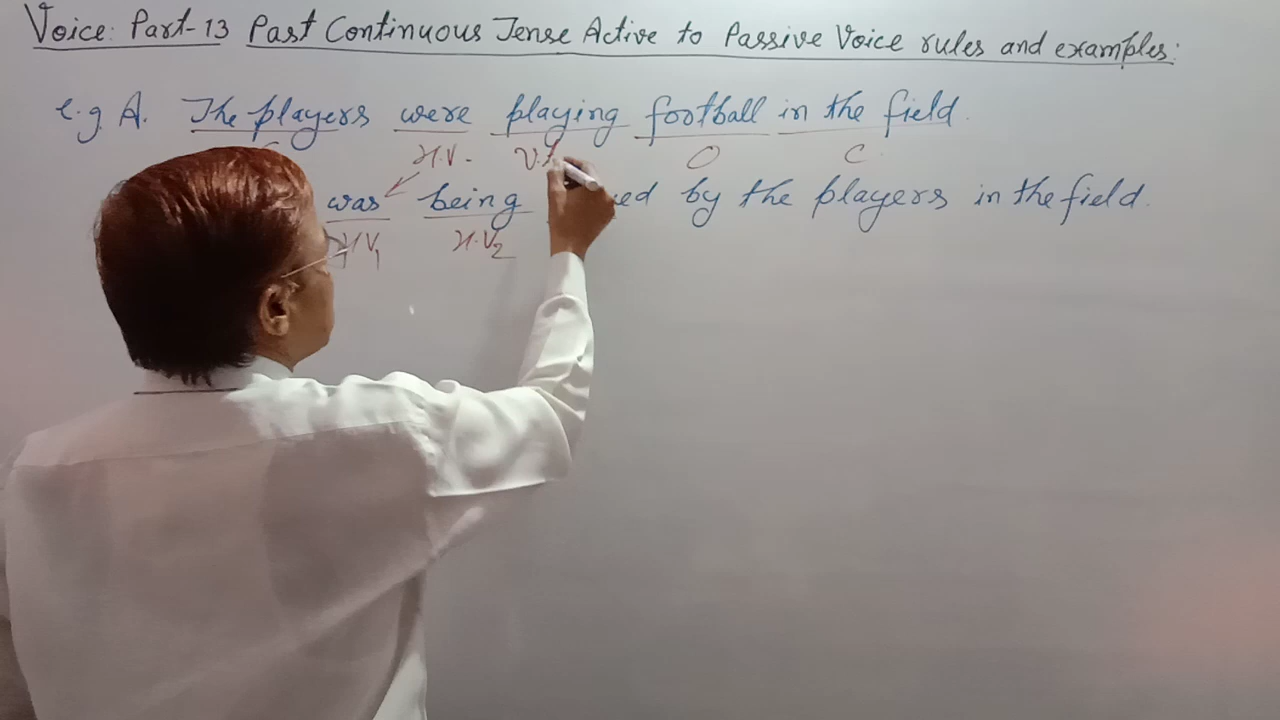 Voice: Part-13 Past Continuous Tense Active to Passive Voice rules and examples:
e.g A. The players were playing football in the field.
H.V. V. O C
was being ed by the players in the field.
H V1 H.V2